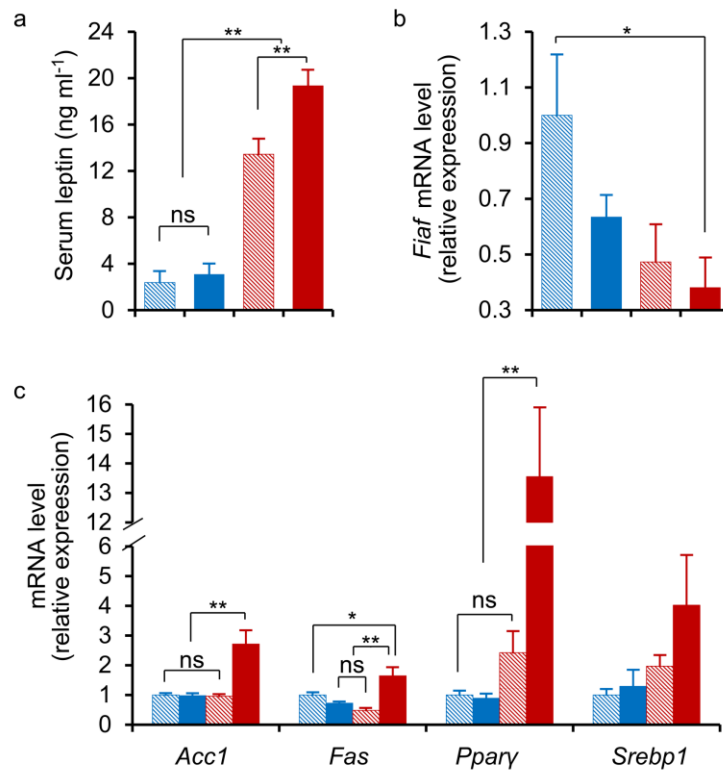 a
Serum leptin (ng ml-1)
24
20
16
12
8
4
0
**
**
ns
b
Fiaf mRNA level
(relative expreession)
1.3
1.1
0.9
0.7
0.5
0.3
*
c
mRNA level
(relative expreession)
16
15
14
13
12
6
5
4
3
2
1
0
ns
**
*
ns
**
ns
**
Acc1 Fas Pparγ Srebp1